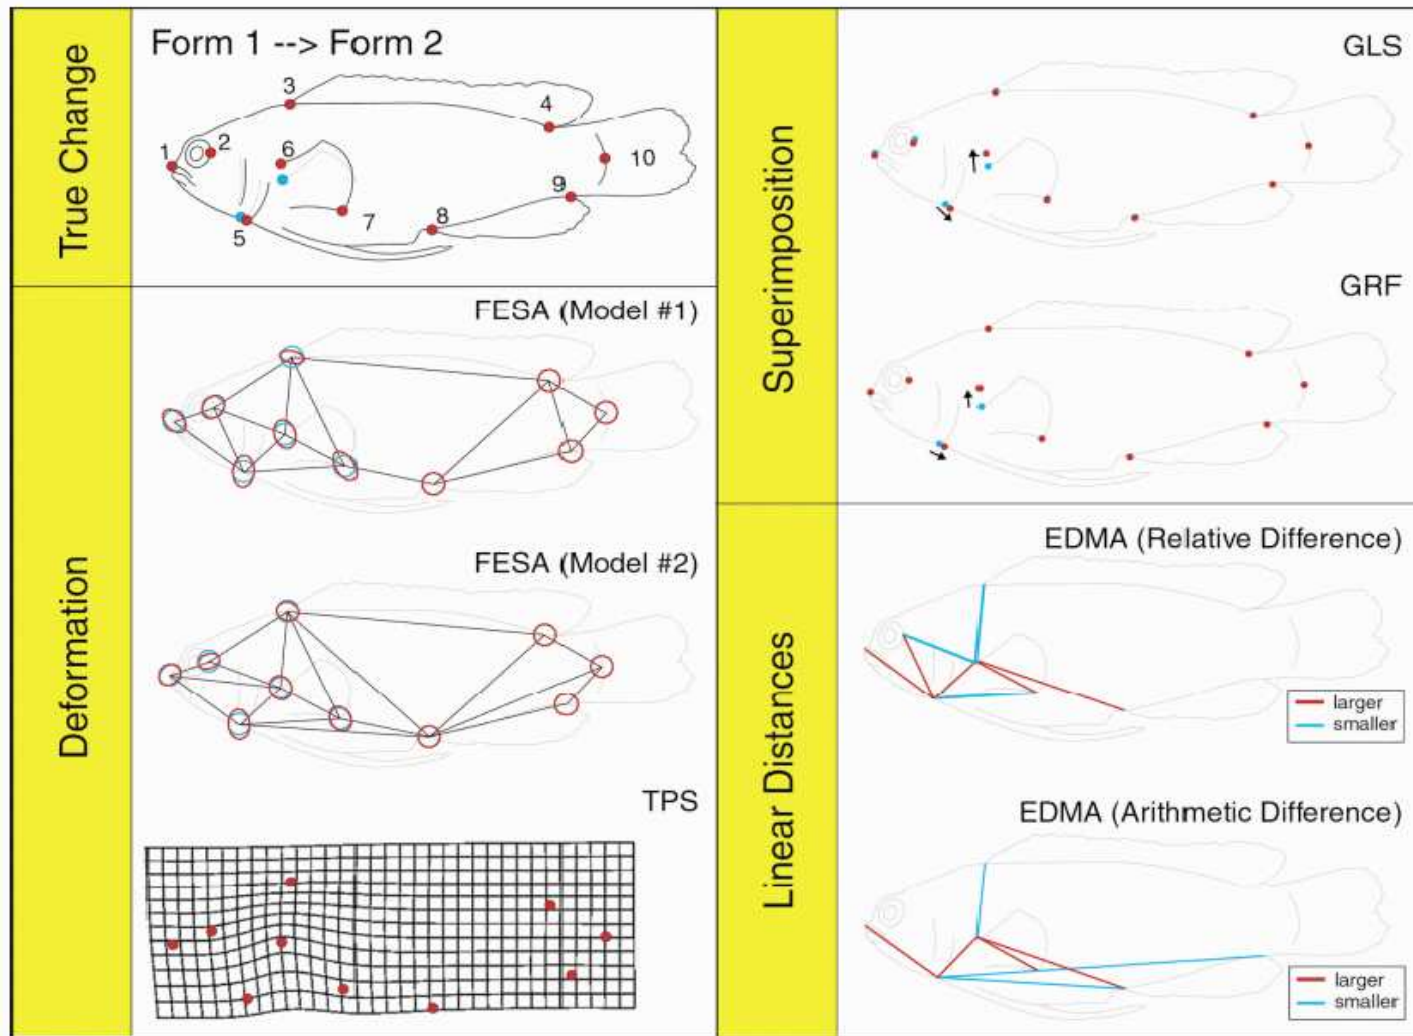 True Change
Form 1 --> Form 2
1
2
3
4
5
6
7
8
9
10
Deformation
FESA (Model #1)
FESA (Model #2)
TPS
Superimposition
GLS
GRF
Linear Distances
EDMA (Relative Difference)
larger
smaller
EDMA (Arithmetic Difference)
larger
smaller